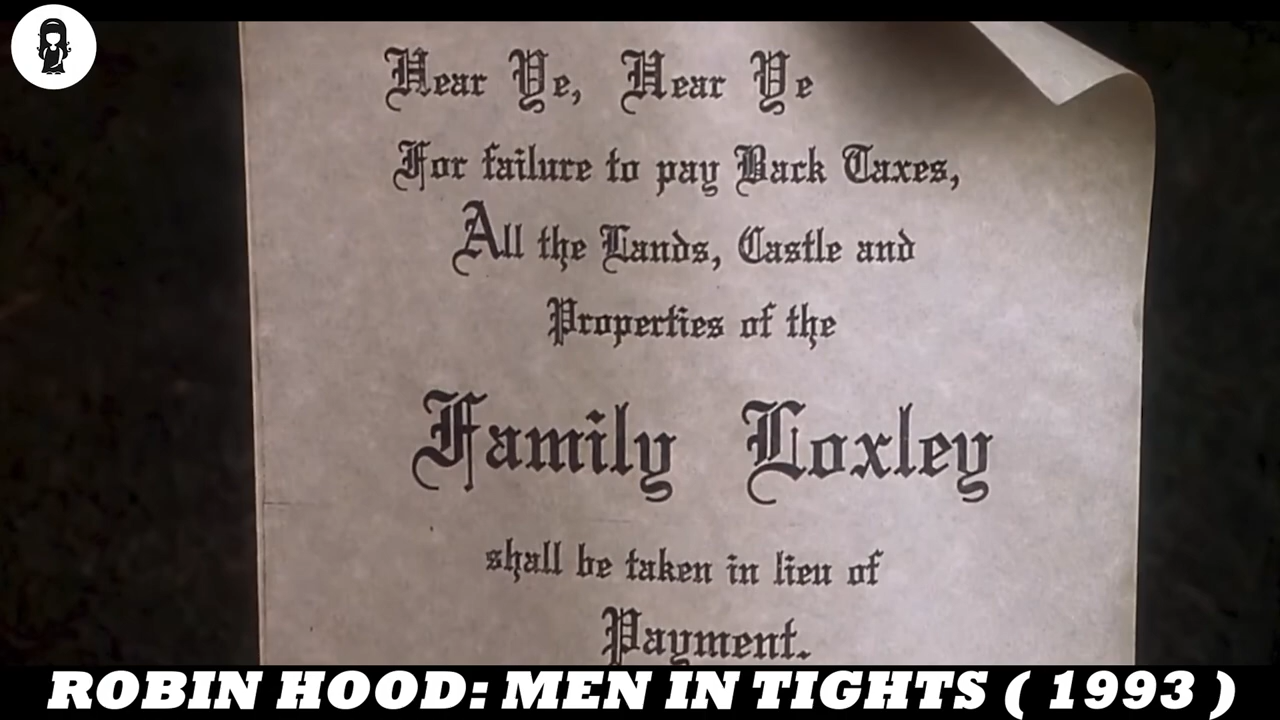 Hear Ye, Hear Ye
For failure to pay Back Taxes,
All the Lands, Castle and
Properties of the
Family Loxley
shall be taken in lieu of
Payment.
ROBIN HOOD: MEN IN TIGHTS ( 1993 )